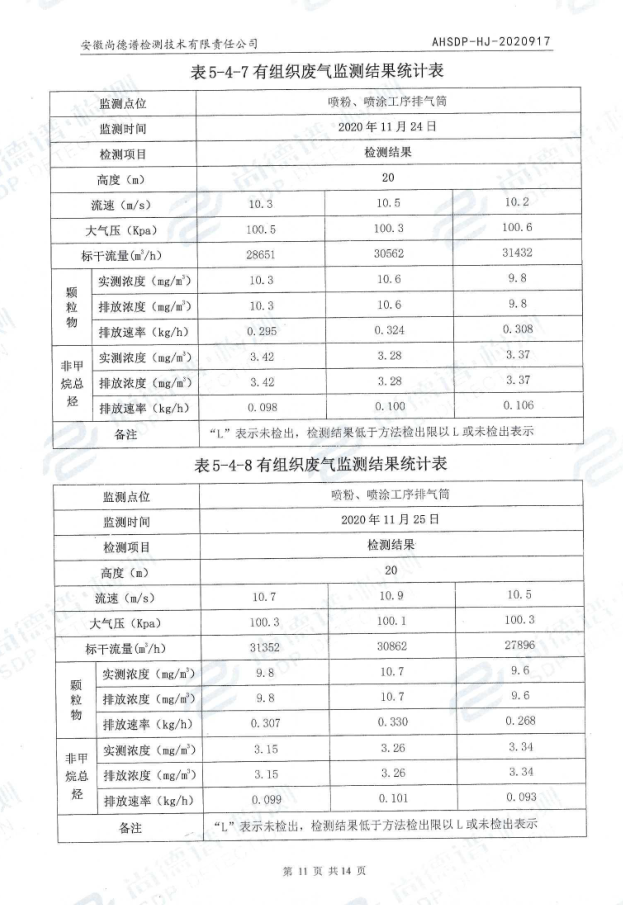 安徽尚德谱检测技术有限责任公司 AHSDP-HJ-2020917
表5-4-7 有组织废气监测结果统计表
监测点位 喷粉、喷涂工序排气筒
监测时间 2020 年 11 月 24 日
检测项目 检测结果
高度（m） 20
流速（m/s） 10.3 10.5 10.2
大气压（Kpa） 100.5 100.3 100.6
标干流量(m³/h) 28651 30562 31432
颗粒物 实测浓度（mg/m³） 10.3 10.6 9.8
排放浓度（mg/m³） 10.3 10.6 9.8
排放速率（kg/h） 0.295 0.324 0.308
非甲烷总烃 实测浓度（mg/m³） 3.42 3.28 3.37
排放浓度（mg/m³） 3.42 3.28 3.37
排放速率（kg/h） 0.098 0.100 0.106
备注 “L”表示未检出，检测结果低于方法检出限以 L 或未检出表示
表5-4-8 有组织废气监测结果统计表
监测点位 喷粉、喷涂工序排气筒
监测时间 2020 年 11 月 25 日
检测项目 检测结果
高度（m） 20
流速（m/s） 10.7 10.9 10.5
大气压（Kpa） 100.3 100.1 100.3
标干流量(m³/h) 31352 30862 27896
颗粒物 实测浓度（mg/m³） 9.8 10.7 9.6
排放浓度（mg/m³） 9.8 10.7 9.6
排放速率（kg/h） 0.307 0.330 0.268
非甲烷总烃 实测浓度（mg/m³） 3.15 3.26 3.34
排放浓度（mg/m³） 3.15 3.26 3.34
排放速率（kg/h） 0.099 0.101 0.093
备注 “L”表示未检出，检测结果低于方法检出限以 L 或未检出表示
第 11 页 共 14 页